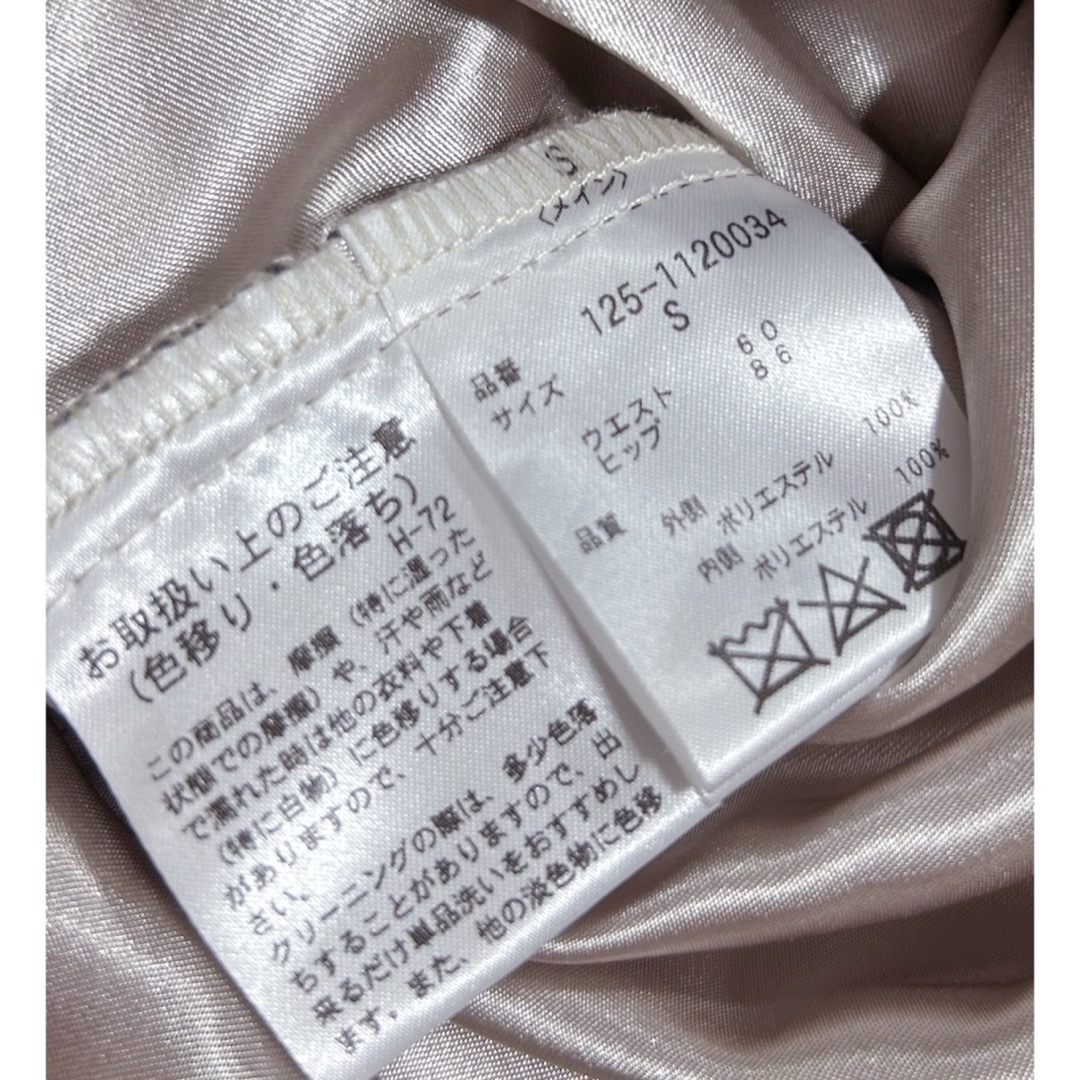 S
〈メイン〉
品番 125-1120034
サイズ S
ウエスト 60
ヒップ 86
品質 外側 ポリエステル 100%
内側 ポリエステル 100%
お取扱い上のご注意
(色移り・色落ち)
H-72
この商品は、摩擦(特に湿った
状態での摩擦)や、汗や雨など
で濡れた時は他の衣料や下着
(特に白物)に色移りする場合
がありますので、十分ご注意下
さい。
クリーニングの際は、多少色落
ちすることがありますので、出
来るだけ単品洗いをおすすめし
ます。また、他の淡色物に色移